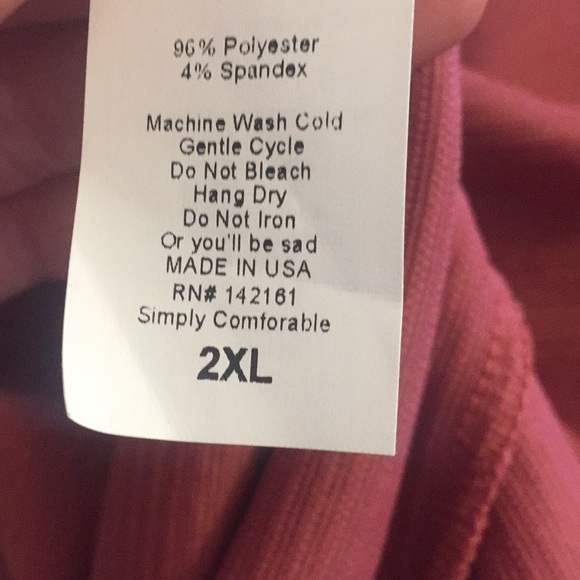 96% Polyester
4% Spandex
Machine Wash Cold
Gentle Cycle
Do Not Bleach
Hang Dry
Do Not Iron
Or you'll be sad
MADE IN USA
RN# 142161
Simply Comforable
2XL